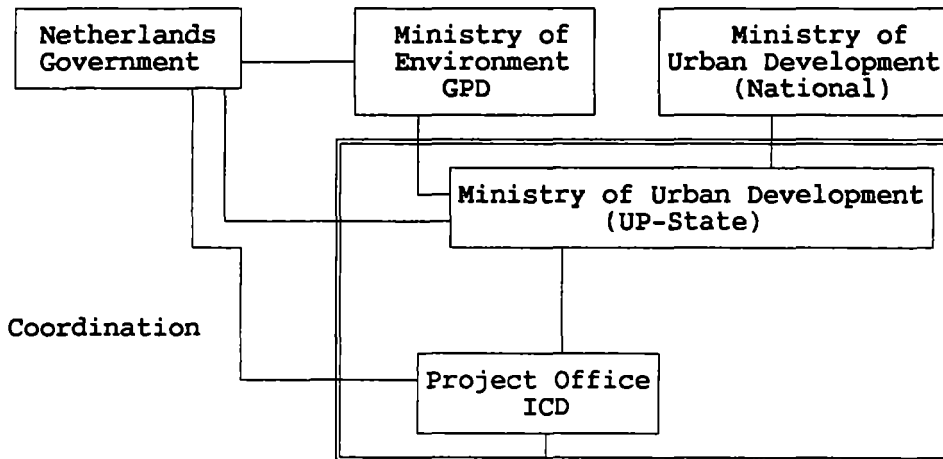 Netherlands
Government
Ministry of
Environment
GPD
Ministry of
Urban Development
(National)
Ministry of Urban Development
(UP-State)
Coordination
Project Office
ICD